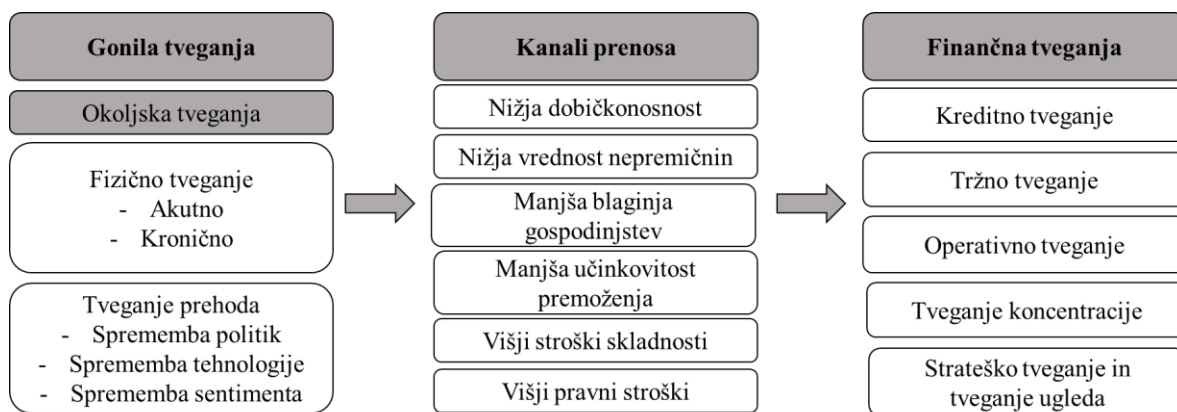 Gonila tveganja
Okoljska tveganja
Fizično tveganje
- Akutno
- Kronično
Tveganje prehoda
- Sprememba politik
- Sprememba tehnologije
- Sprememba sentimenta
Kanali prenosa
Nižja dobičkonosnost
Nižja vrednost nepremičnin
Manjša blaginja
gospodinjstev
Manjša učinkovitost
premoženja
Višji stroški skladnosti
Višji pravni stroški
Finančna tveganja
Kreditno tveganje
Tržno tveganje
Operativno tveganje
Tveganje koncentracije
Strateško tveganje in
tveganje ugleda